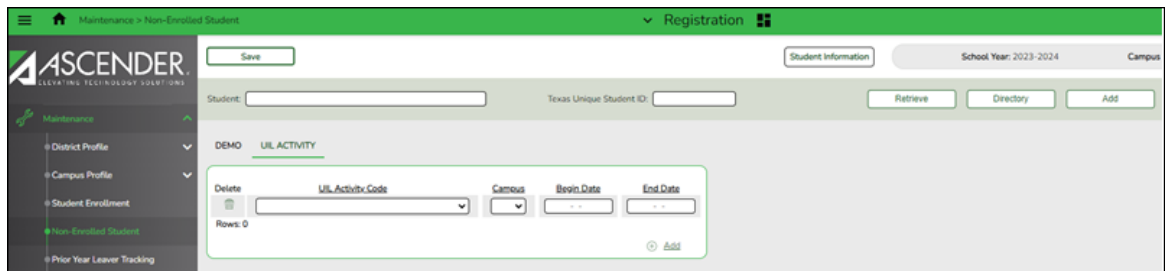 Maintenance > Non-Enrolled Student
Registration
ASCENDER
ELEVATING TECHNOLOGY SOLUTIONS
Save
Student Information
School Year: 2023-2024
Campus
Student:
Texas Unique Student ID:
Retrieve
Directory
Add
Maintenance
District Profile
Campus Profile
Student Enrollment
Non-Enrolled Student
Prior Year Leaver Tracking
DEMO
UIL ACTIVITY
Delete
UIL Activity Code
Campus
Begin Date
End Date
- -
- -
Rows: 0
Add